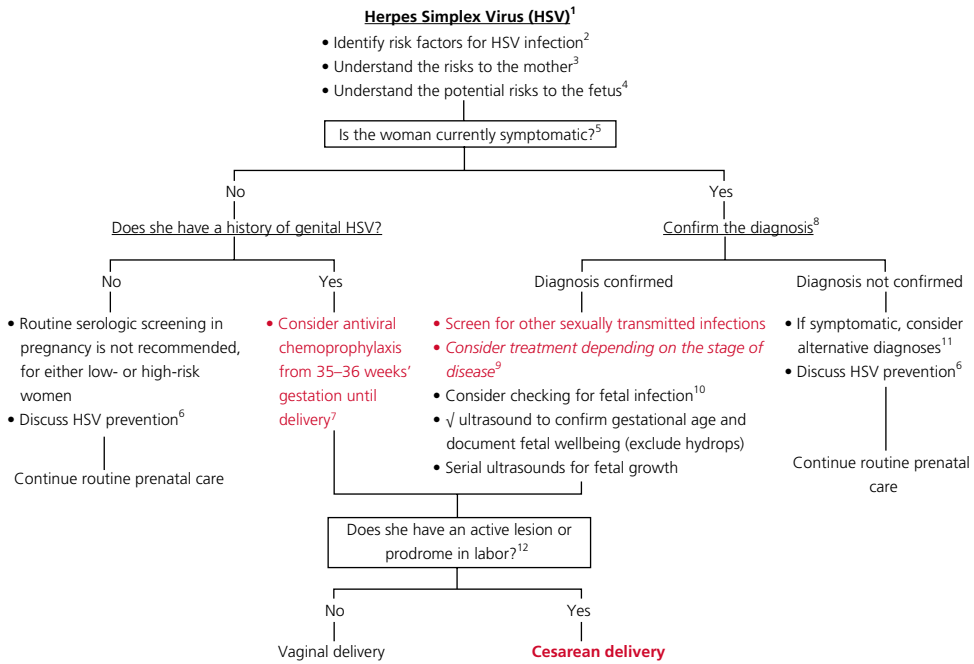 Herpes Simplex Virus (HSV)¹
• Identify risk factors for HSV infection²
• Understand the risks to the mother³
• Understand the potential risks to the fetus⁴
Is the woman currently symptomatic?⁵
No
Yes
Does she have a history of genital HSV?
Confirm the diagnosis⁸
No
Yes
Diagnosis confirmed
Diagnosis not confirmed
• Routine serologic screening in
pregnancy is not recommended,
for either low- or high-risk
women
• Discuss HSV prevention⁶
Continue routine prenatal care
• Consider antiviral
chemoprophylaxis
from 35–36 weeks’
gestation until
delivery⁷
• Screen for other sexually transmitted infections
• Consider treatment depending on the stage of
disease⁹
• Consider checking for fetal infection¹⁰
• √ ultrasound to confirm gestational age and
document fetal wellbeing (exclude hydrops)
• Serial ultrasounds for fetal growth
• If symptomatic, consider
alternative diagnoses¹¹
• Discuss HSV prevention⁶
Continue routine prenatal
care
Does she have an active lesion or
prodrome in labor?¹²
No
Yes
Vaginal delivery
Cesarean delivery